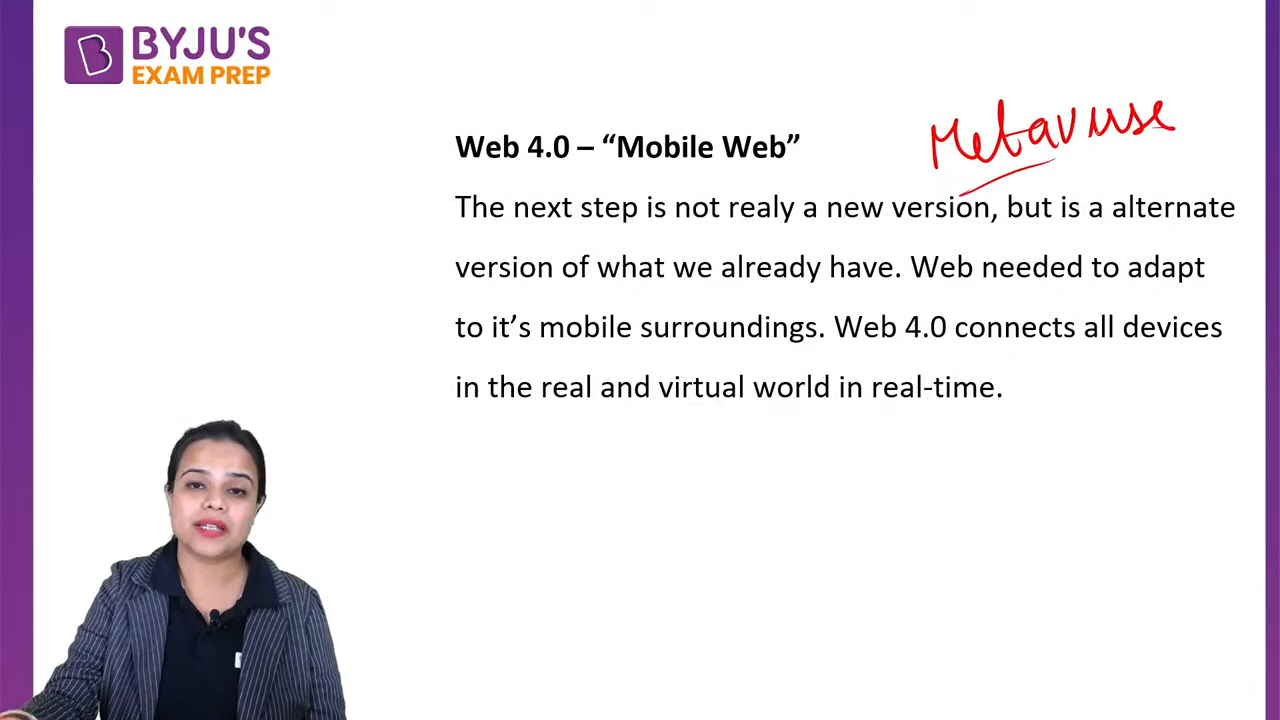 BYJU'S
EXAM PREP
Metaverse
Web 4.0 – “Mobile Web”
The next step is not realy a new version, but is a alternate
version of what we already have. Web needed to adapt
to it’s mobile surroundings. Web 4.0 connects all devices
in the real and virtual world in real-time.